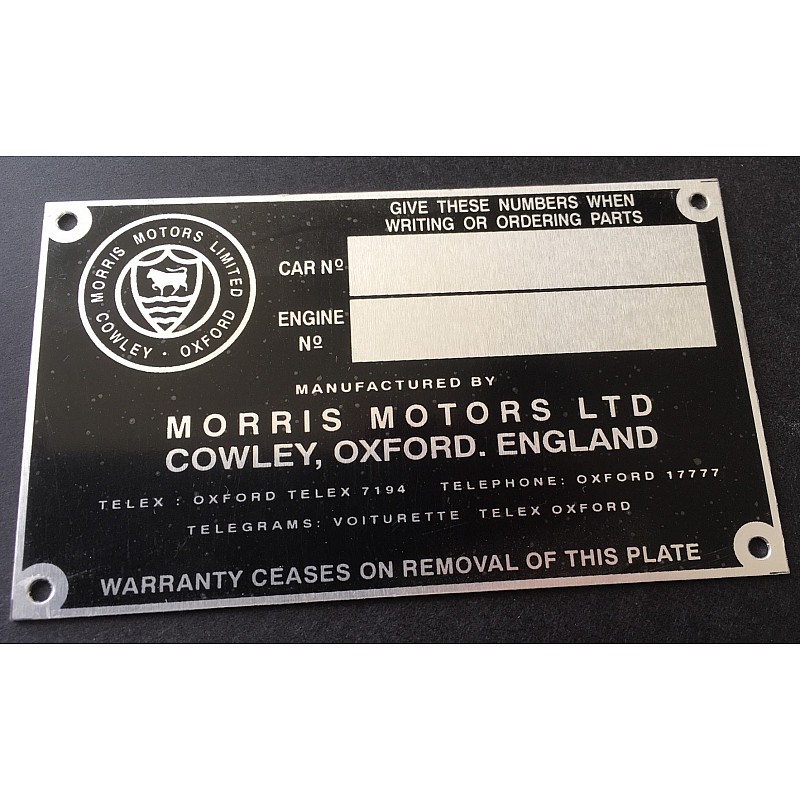 GIVE THESE NUMBERS WHEN
WRITING OR ORDERING PARTS
MORRIS MOTORS LIMITED
COWLEY · OXFORD
CAR Nº
ENGINE
Nº
MANUFACTURED BY
MORRIS MOTORS LTD
COWLEY, OXFORD. ENGLAND
TELEX : OXFORD TELEX 7194 TELEPHONE: OXFORD 17777
TELEGRAMS: VOITURETTE TELEX OXFORD
WARRANTY CEASES ON REMOVAL OF THIS PLATE